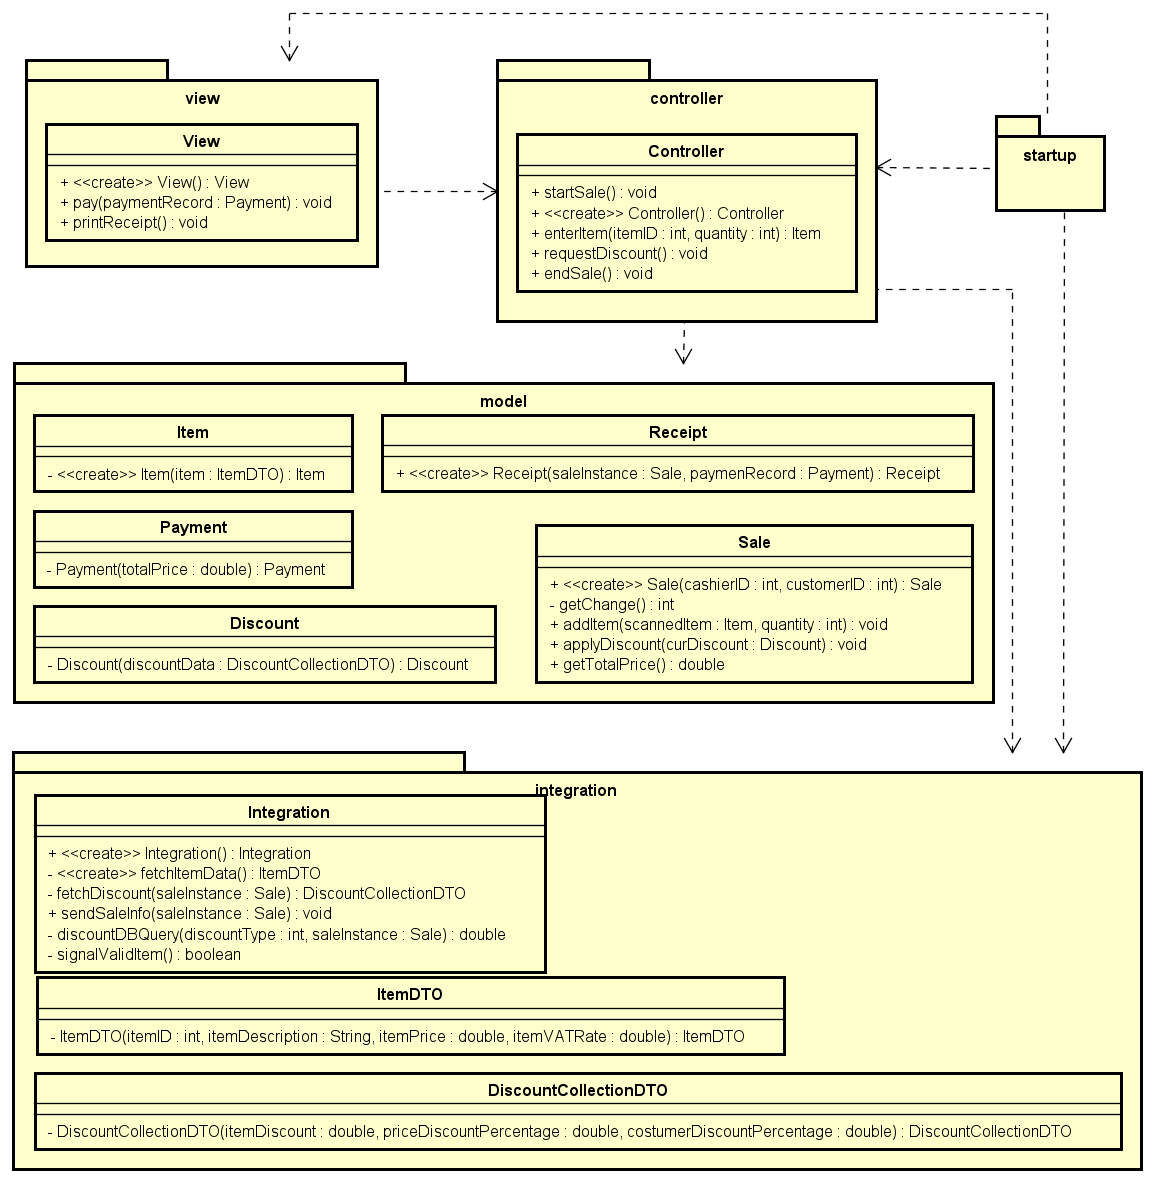 view
View
+ <<create>> View() : View
+ pay(paymentRecord : Payment) : void
+ printReceipt() : void
controller
Controller
+ startSale() : void
+ <<create>> Controller() : Controller
+ enterItem(itemID : int, quantity : int) : Item
+ requestDiscount() : void
+ endSale() : void
startup
model
Item
- <<create>> Item(item : ItemDTO) : Item
Receipt
+ <<create>> Receipt(saleInstance : Sale, paymenRecord : Payment) : Receipt
Payment
- Payment(totalPrice : double) : Payment
Discount
- Discount(discountData : DiscountCollectionDTO) : Discount
Sale
+ <<create>> Sale(cashierID : int, customerID : int) : Sale
- getChange() : int
+ addItem(scannedItem : Item, quantity : int) : void
+ applyDiscount(curDiscount : Discount) : void
+ getTotalPrice() : double
integration
Integration
+ <<create>> Integration() : Integration
- <<create>> fetchItemData() : ItemDTO
- fetchDiscount(saleInstance : Sale) : DiscountCollectionDTO
+ sendSaleInfo(saleInstance : Sale) : void
- discountDBQuery(discountType : int, saleInstance : Sale) : double
- signalValidItem() : boolean
ItemDTO
- ItemDTO(itemID : int, itemDescription : String, itemPrice : double, itemVATRate : double) : ItemDTO
DiscountCollectionDTO
- DiscountCollectionDTO(itemDiscount : double, priceDiscountPercentage : double, costumerDiscountPercentage : double) : DiscountCollectionDTO